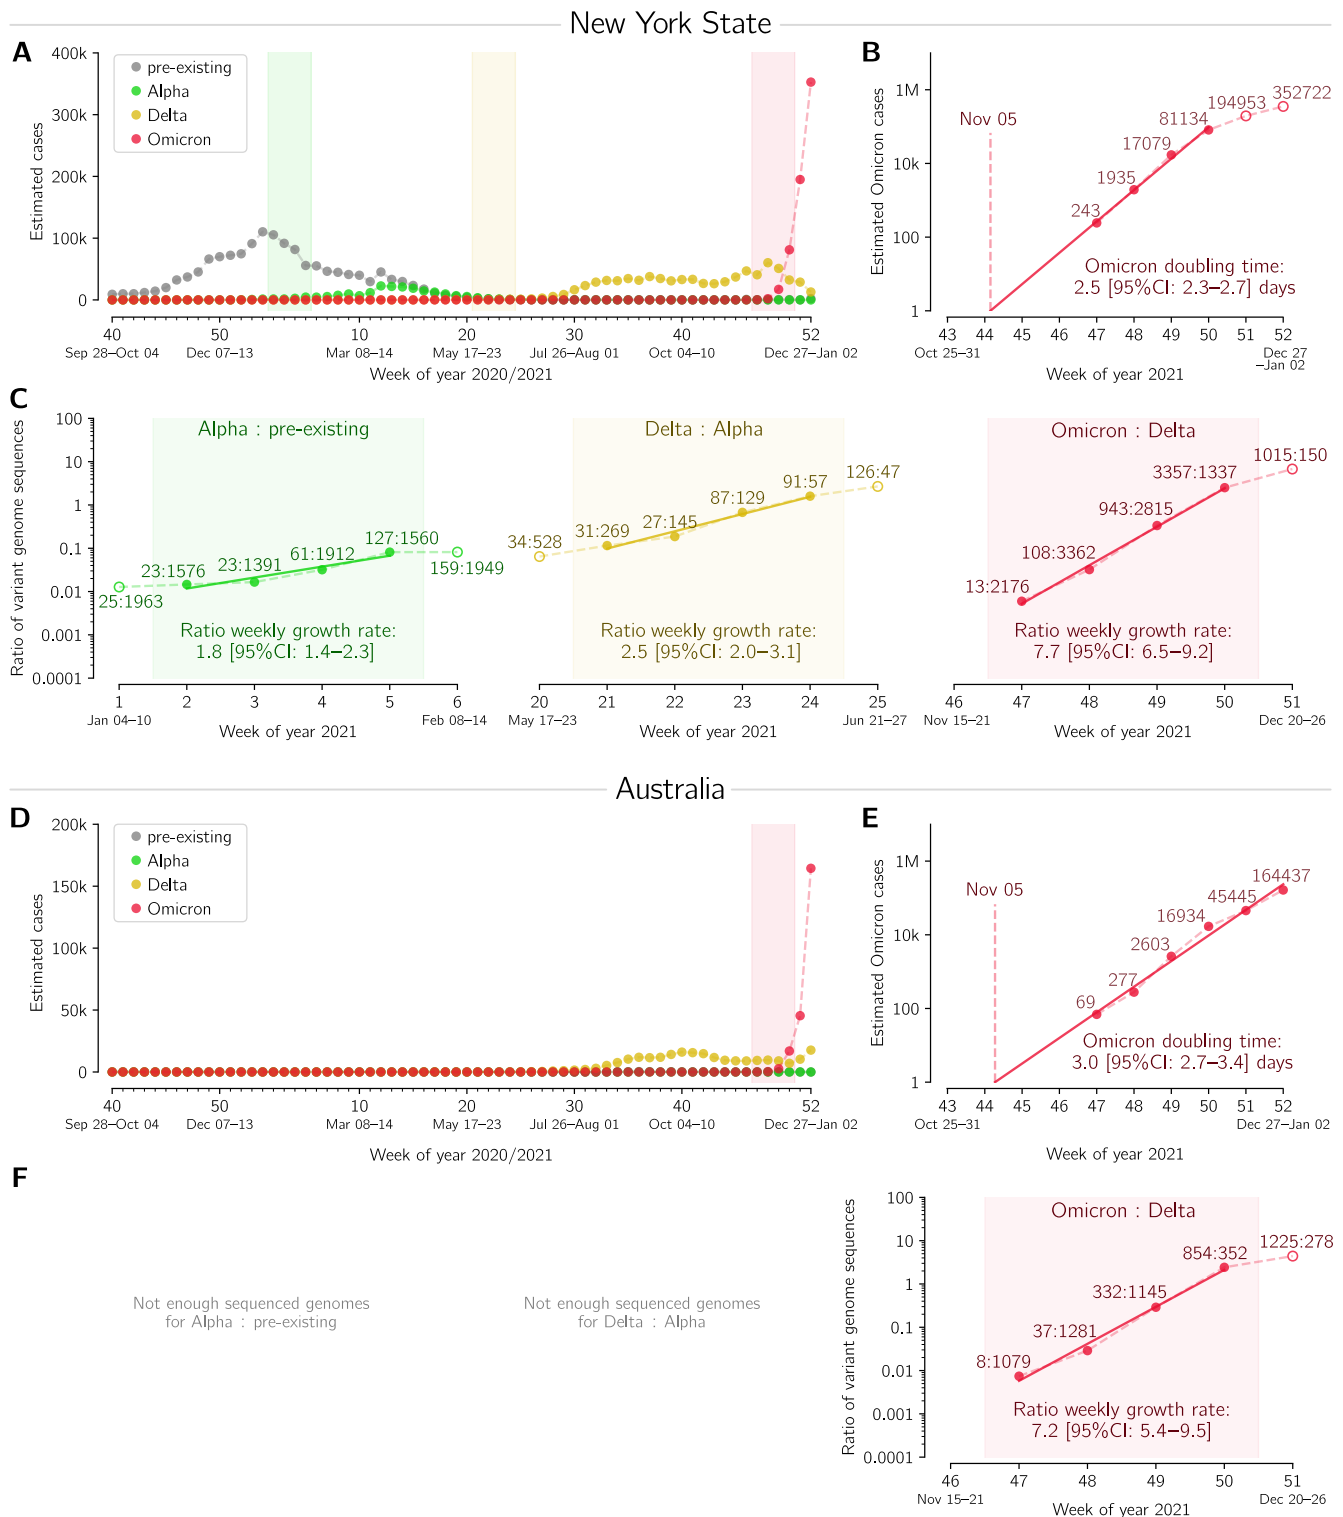 New York State
A
400k
300k
200k
100k
0
Estimated cases
pre-existing
Alpha
Delta
Omicron
40 50 10 20 30 40 52
Sep 28–Oct 04 Dec 07–13 Mar 08–14 May 17–23 Jul 26–Aug 01 Oct 04–10 Dec 27–Jan 02
Week of year 2020/2021
B
1M
10k
100
1
Estimated Omicron cases
Nov 05
243
1935
17079
81134
194953
352722
Omicron doubling time:
2.5 [95%CI: 2.3–2.7] days
43 44 45 46 47 48 49 50 51 52
Oct 25–31
Dec 27
–Jan 02
Week of year 2021
C
100
10
1
0.1
0.01
0.001
0.0001
Ratio of variant genome sequences
Alpha : pre-existing
25:1963
23:1576
23:1391
61:1912
127:1560
159:1949
Ratio weekly growth rate:
1.8 [95%CI: 1.4–2.3]
1 2 3 4 5 6
Jan 04–10 Feb 08–14
Week of year 2021
Delta : Alpha
34:528
31:269
27:145
87:129
91:57
126:47
Ratio weekly growth rate:
2.5 [95%CI: 2.0–3.1]
20 21 22 23 24 25
May 17–23 Jun 21–27
Week of year 2021
Omicron : Delta
13:2176
108:3362
943:2815
3357:1337
1015:150
Ratio weekly growth rate:
7.7 [95%CI: 6.5–9.2]
46 47 48 49 50 51
Nov 15–21 Dec 20–26
Week of year 2021
Australia
D
200k
150k
100k
50k
0
Estimated cases
pre-existing
Alpha
Delta
Omicron
40 50 10 20 30 40 52
Sep 28–Oct 04 Dec 07–13 Mar 08–14 May 17–23 Jul 26–Aug 01 Oct 04–10 Dec 27–Jan 02
Week of year 2020/2021
E
1M
10k
100
1
Estimated Omicron cases
Nov 05
69
277
2603
16934
45445
164437
Omicron doubling time:
3.0 [95%CI: 2.7–3.4] days
43 44 45 46 47 48 49 50 51 52
Oct 25–31 Dec 27–Jan 02
Week of year 2021
F
Not enough sequenced genomes
for Alpha : pre-existing
Not enough sequenced genomes
for Delta : Alpha
100
10
1
0.1
0.01
0.001
0.0001
Ratio of variant genome sequences
Omicron : Delta
8:1079
37:1281
332:1145
854:352
1225:278
Ratio weekly growth rate:
7.2 [95%CI: 5.4–9.5]
46 47 48 49 50 51
Nov 15–21 Dec 20–26
Week of year 2021